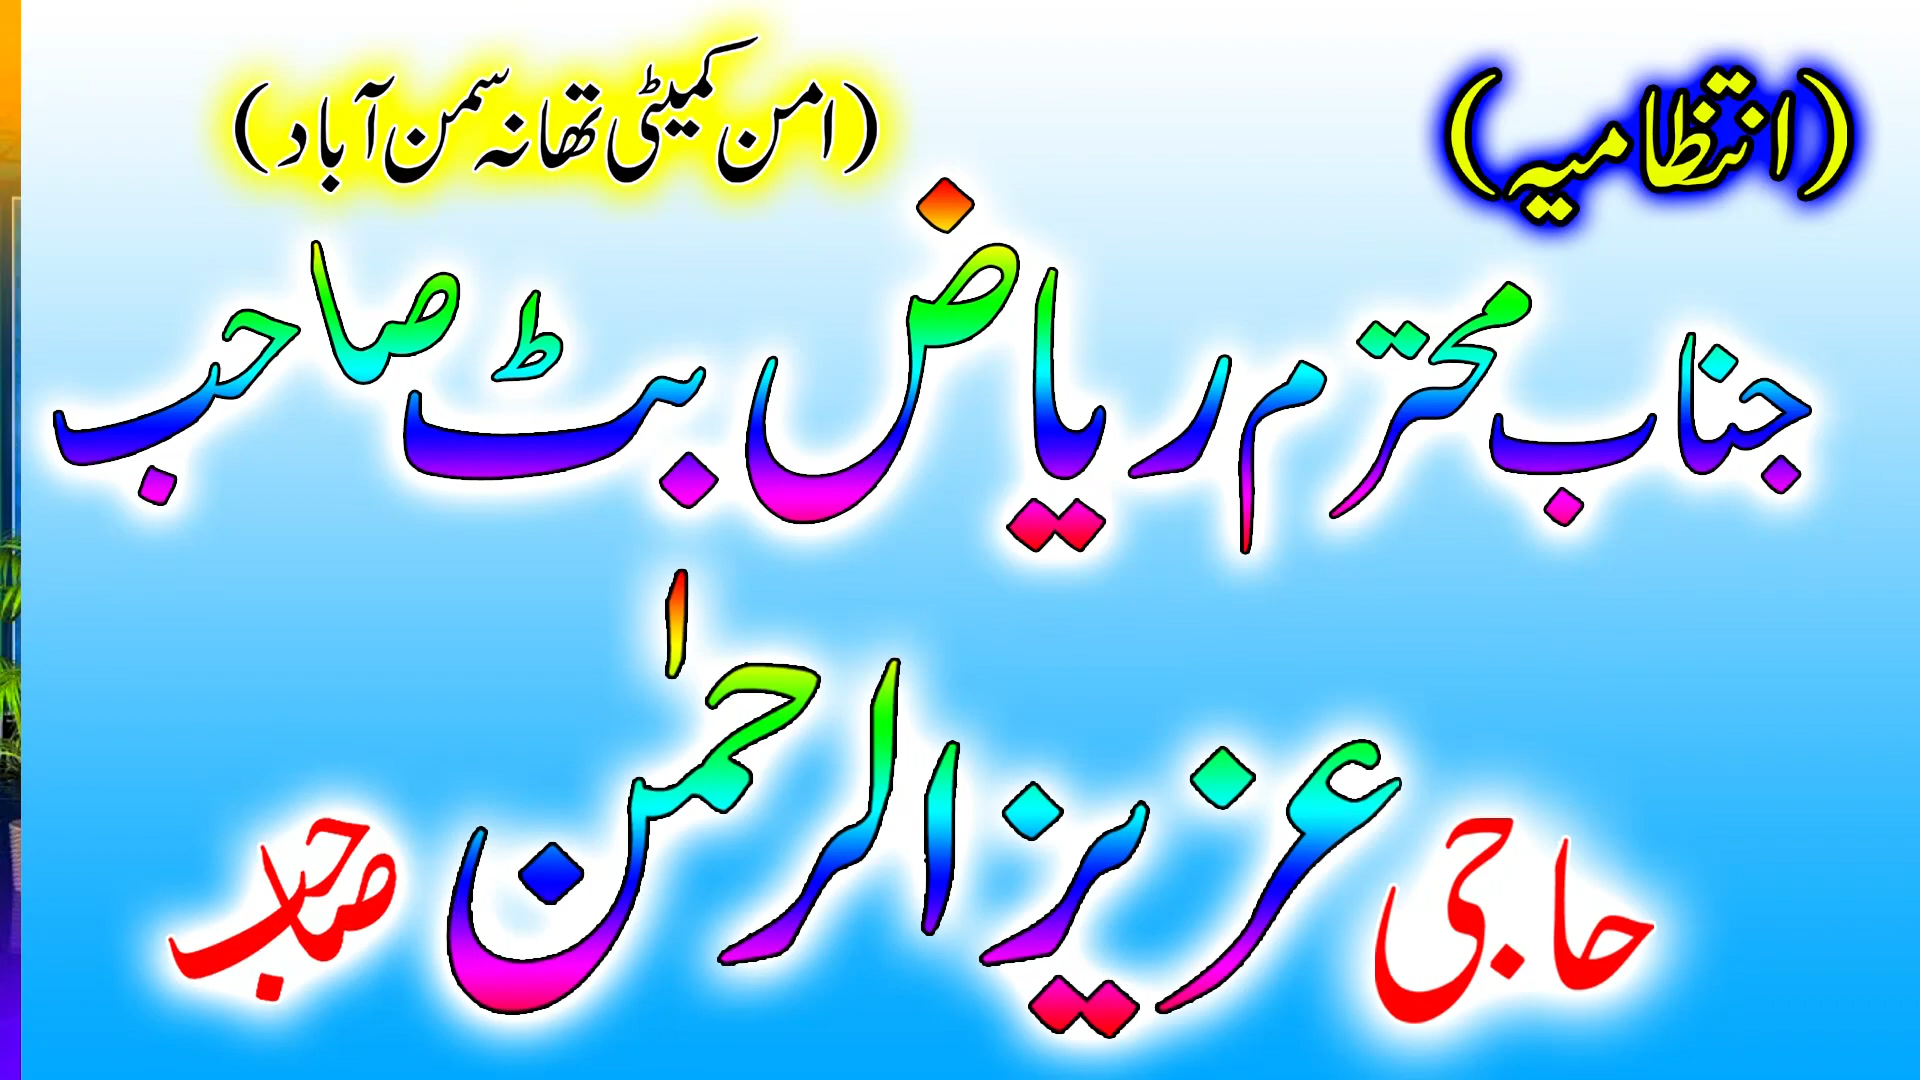 (انتظامیہ) (امن کمیٹی تھانہ سمن آباد)
جناب محترم ریاض بٹ صاحب
حاجی عزیز الرحمٰن صاحب